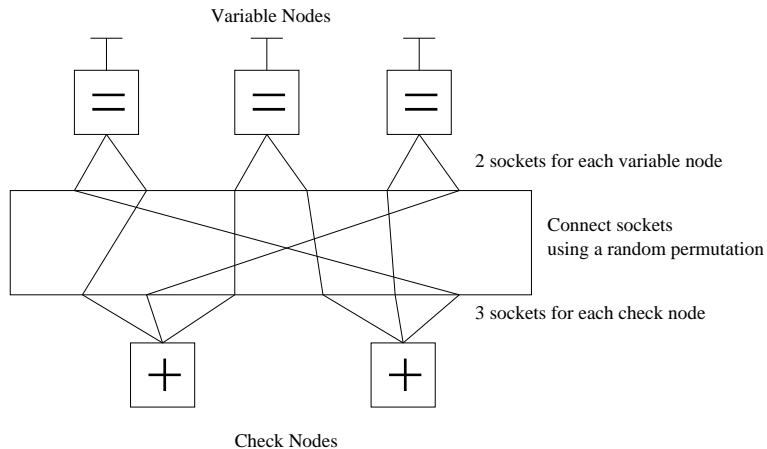 Variable Nodes
=
=
=
2 sockets for each variable node
Connect sockets
using a random permutation
3 sockets for each check node
+
+
Check Nodes